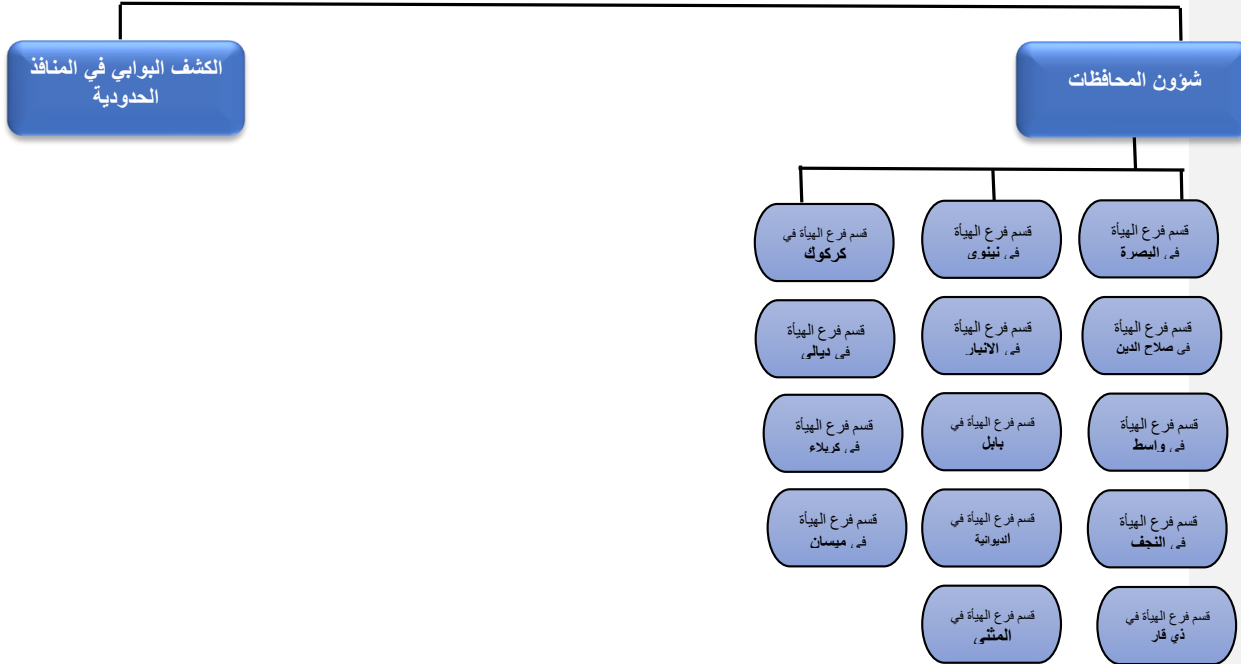 شؤون المحافظات
الكشف البوابي في المنافذ
الحدودية
قسم فرع الهيأة
في البصرة
قسم فرع الهيأة
في نينوى
قسم فرع الهيأة في
كركوك
قسم فرع الهيأة
في صلاح الدين
قسم فرع الهيأة
في الانبار
قسم فرع الهيأة
في ديالى
قسم فرع الهيأة
في واسط
قسم فرع الهيأة في
بابل
قسم فرع الهيأة
في كربلاء
قسم فرع الهيأة
في النجف
قسم فرع الهيأة في
الديوانية
قسم فرع الهيأة
في ميسان
قسم فرع الهيأة في
ذي قار
قسم فرع الهيأة في
المثنى